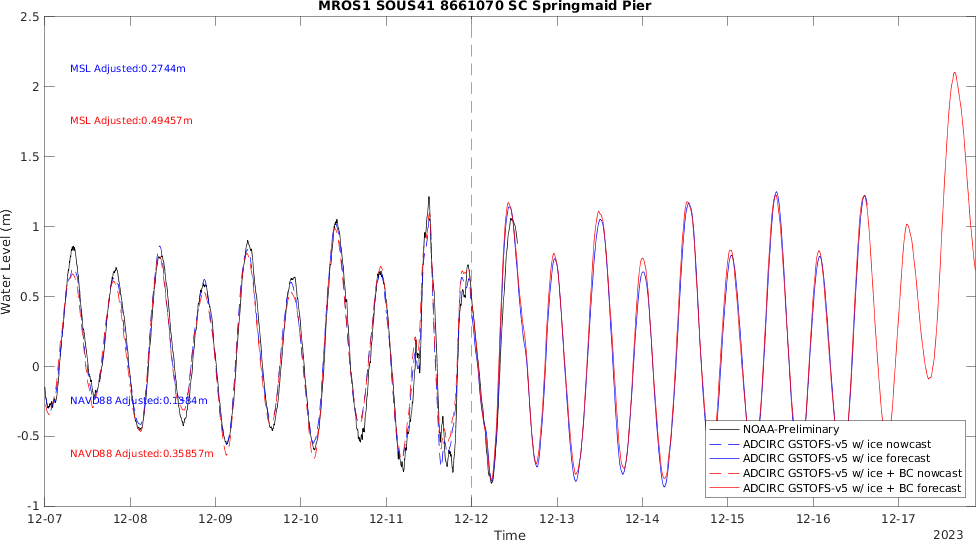 MROS1 SOUS41 8661070 SC Springmaid Pier
2.5
2
1.5
1
0.5
0
-0.5
-1
Water Level (m)
MSL Adjusted:0.2744m
MSL Adjusted:0.49457m
NAVD88 Adjusted:0.1384m
NAVD88 Adjusted:0.35857m
NOAA-Preliminary
ADCIRC GSTOFS-v5 w/ ice nowcast
ADCIRC GSTOFS-v5 w/ ice forecast
ADCIRC GSTOFS-v5 w/ ice + BC nowcast
ADCIRC GSTOFS-v5 w/ ice + BC forecast
12-07 12-08 12-09 12-10 12-11 12-12 12-13 12-14 12-15 12-16 12-17
Time
2023